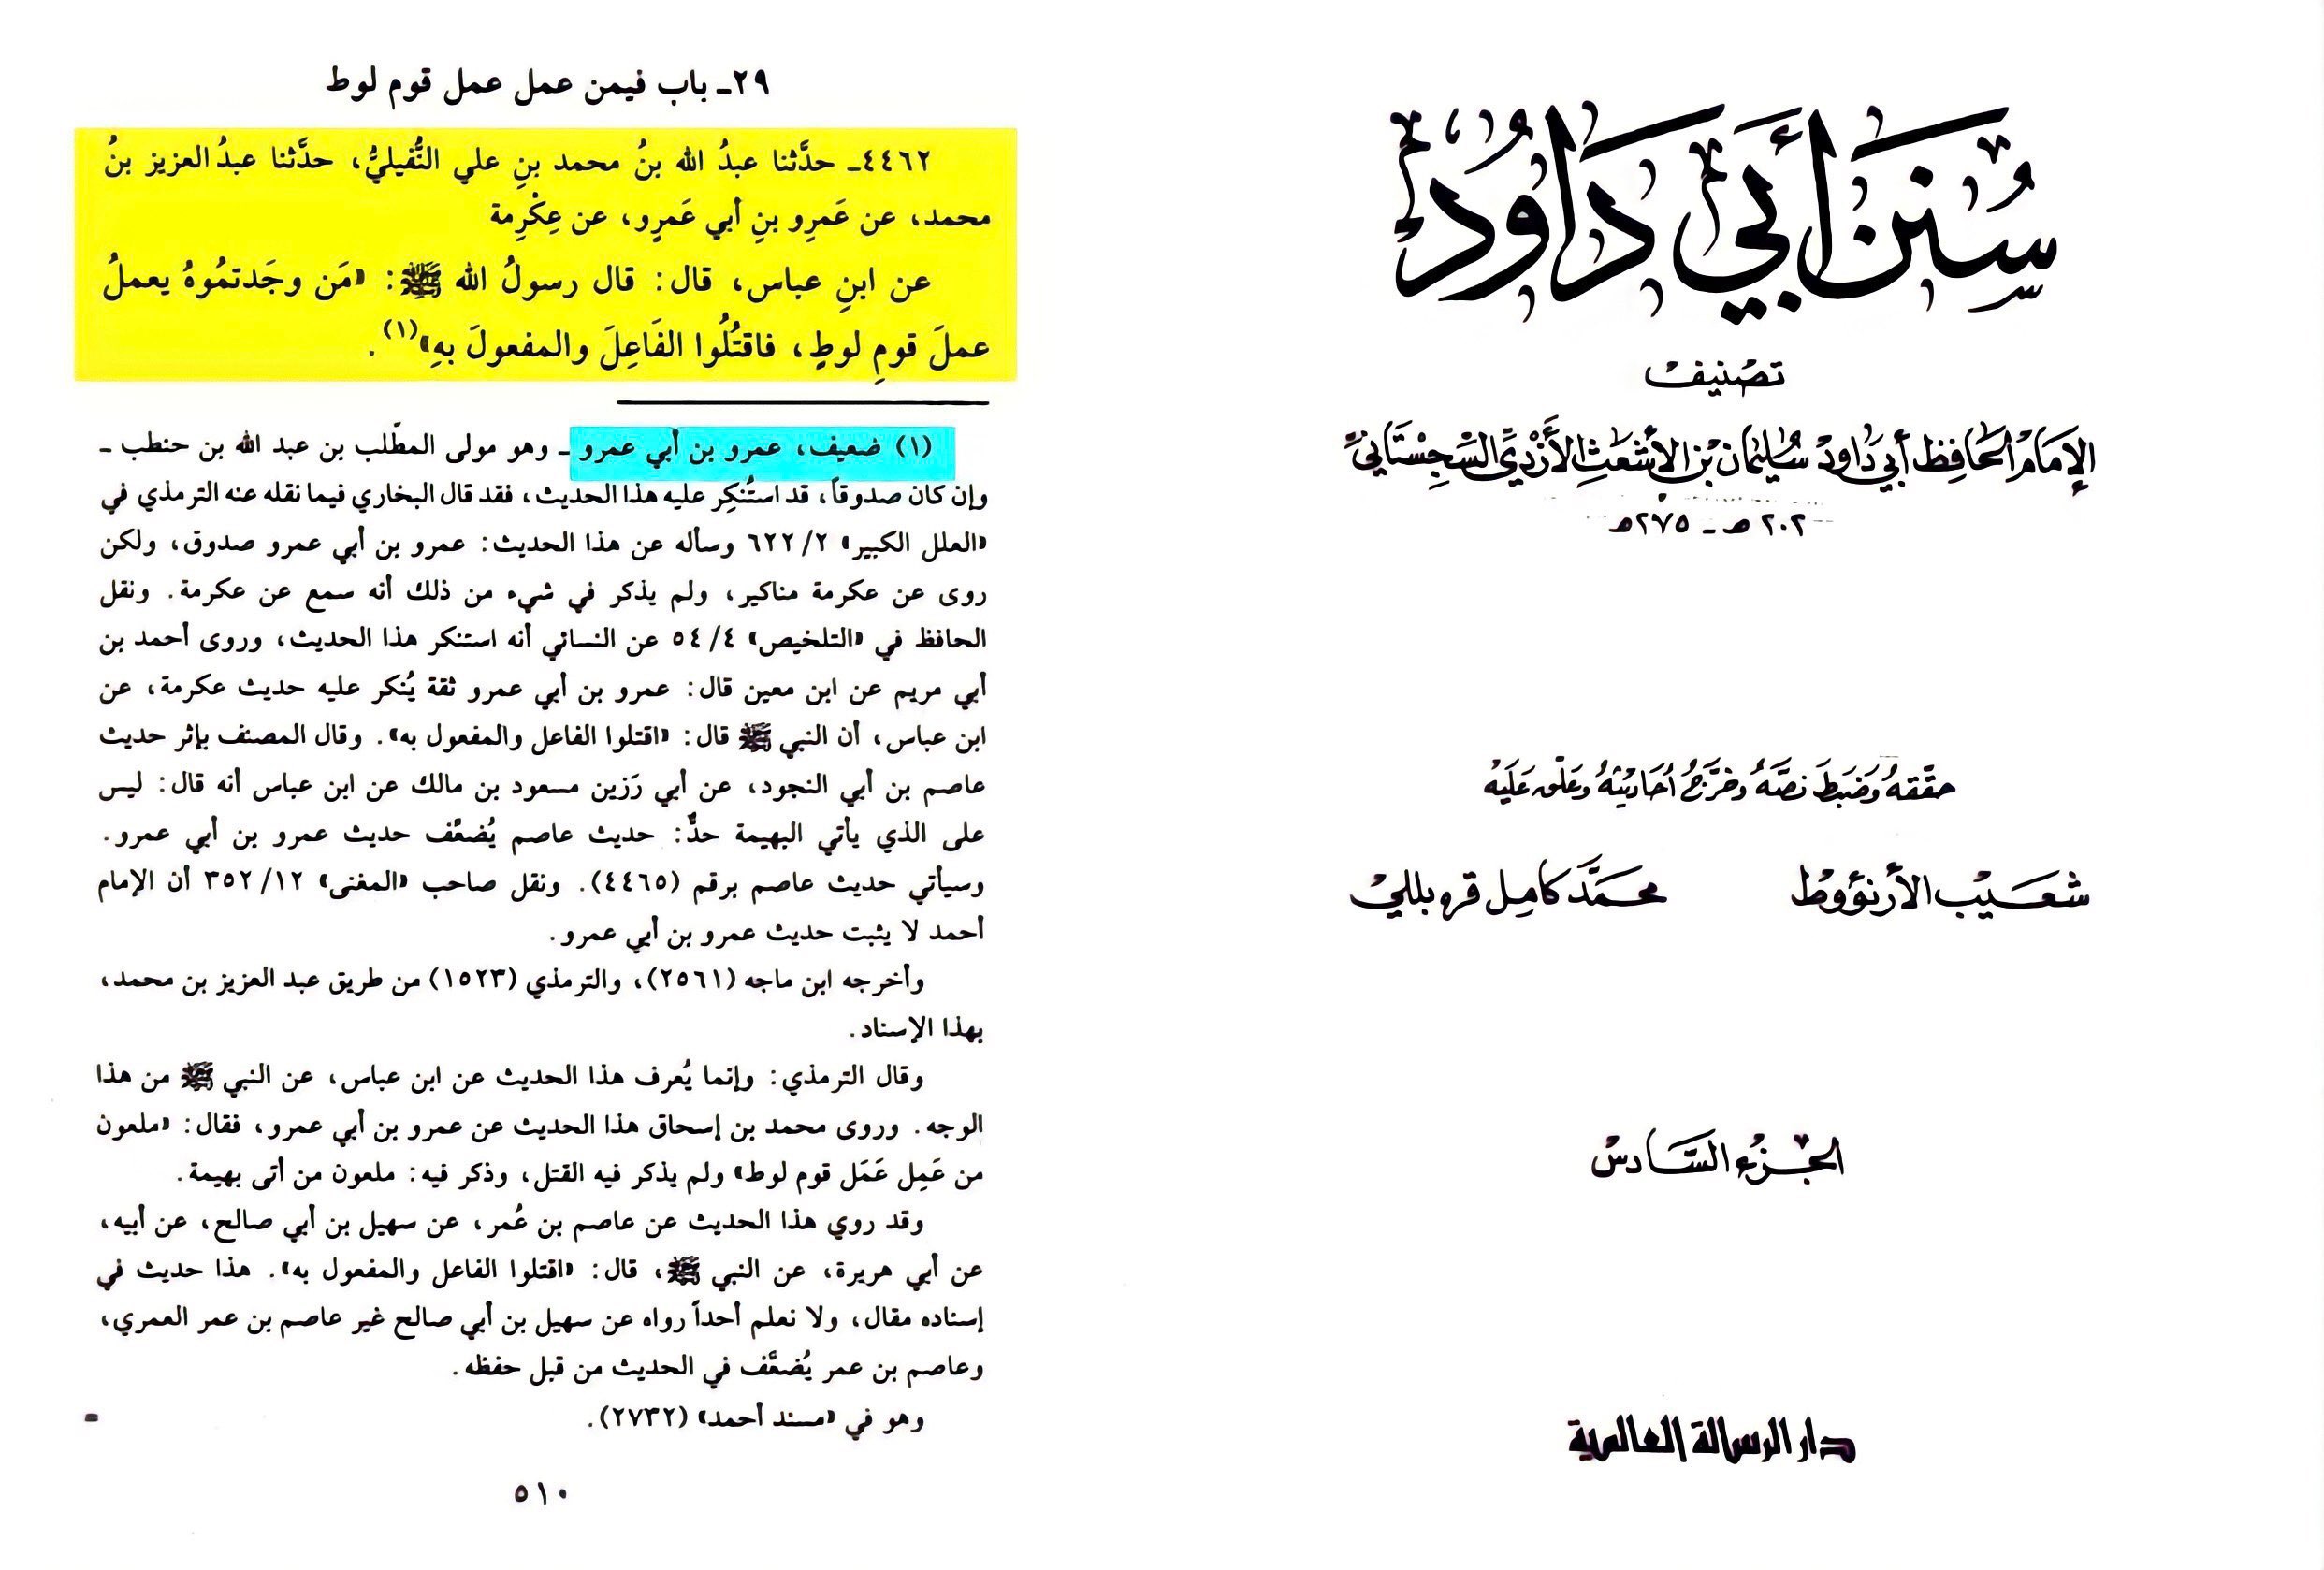 سنن أبي داود
تصنيف
الإمام الحافظ أبي داود سليمان بن الأشعث الأزدي السجستاني
٢٠٢ هـ ـ ٢٧٥ هـ
حققه وضبط نصه وخرج أحاديثه وعلق عليه
شعيب الأرنؤوط محمد كامل قره بللي
الجزء السادس
دار الرسالة العالمية
٢٩ـ باب فيمن عمل عمل قوم لوط
٤٤٦٢ـ حدَّثنا عبدُ الله بنُ محمد بنِ علي النُّفيليُّ، حدَّثنا عبدُ العزيز بنُ
محمد، عن عَمرِو بنِ أبي عَمرٍو، عن عِكْرِمة
عن ابنِ عباس، قال: قال رسولُ الله ﷺ: «مَن وجَدتمُوهُ يعملُ
عملَ قومِ لوطٍ، فاقتُلُوا الفَاعِلَ والمفعولَ بهِ»(١).
(١) ضعيف، عمرو بن أبي عمرو ـ وهو مولى المطَّلب بن عبد الله بن حنطب ـ
وإن كان صدوقاً، قد استُنكِر عليه هذا الحديث، فقد قال البخاري فيما نقله عنه الترمذي في
«العلل الكبير» ٦٢٢/٢ وسأله عن هذا الحديث: عمرو بن أبي عمرو صدوق، ولكن
روى عن عكرمة مناكير، ولم يذكر في شيء من ذلك أنه سمع عن عكرمة. ونقل
الحافظ في «التلخيص» ٥٤/٤ عن النسائي أنه استنكر هذا الحديث، وروى أحمد بن
أبي مريم عن ابن معين قال: عمرو بن أبي عمرو ثقة يُنكر عليه حديث عكرمة، عن
ابن عباس، أن النبي ﷺ قال: «اقتلوا الفاعل والمفعول به». وقال المصنف بإثر حديث
عاصم بن أبي النجود، عن أبي رَزين مسعود بن مالك عن ابن عباس أنه قال: ليس
على الذي يأتي البهيمة حدٌّ: حديث عاصم يُضعِّف حديث عمرو بن أبي عمرو.
وسيأتي حديث عاصم برقم (٤٤٦٥). ونقل صاحب «المغنى» ٣٥٢/١٢ أن الإمام
أحمد لا يثبت حديث عمرو بن أبي عمرو.
وأخرجه ابن ماجه (٢٥٦١)، والترمذي (١٥٢٣) من طريق عبد العزيز بن محمد،
بهذا الإسناد.
وقال الترمذي: وإنما يُعرف هذا الحديث عن ابن عباس، عن النبي ﷺ من هذا
الوجه. وروى محمد بن إسحاق هذا الحديث عن عمرو بن أبي عمرو، فقال: «ملعون
من عَمِل عَمَل قوم لوط» ولم يذكر فيه القتل، وذكر فيه: ملعون من أتى بهيمة.
وقد روي هذا الحديث عن عاصم بن عُمر، عن سهيل بن أبي صالح، عن أبيه،
عن أبي هريرة، عن النبي ﷺ، قال: «اقتلوا الفاعل والمفعول به». هذا حديث في
إسناده مقال، ولا نعلم أحداً رواه عن سهيل بن أبي صالح غير عاصم بن عمر العمري،
وعاصم بن عمر يُضعَّف في الحديث من قبل حفظه.
وهو في «مسند أحمد» (٢٧٣٢).
٥١٠